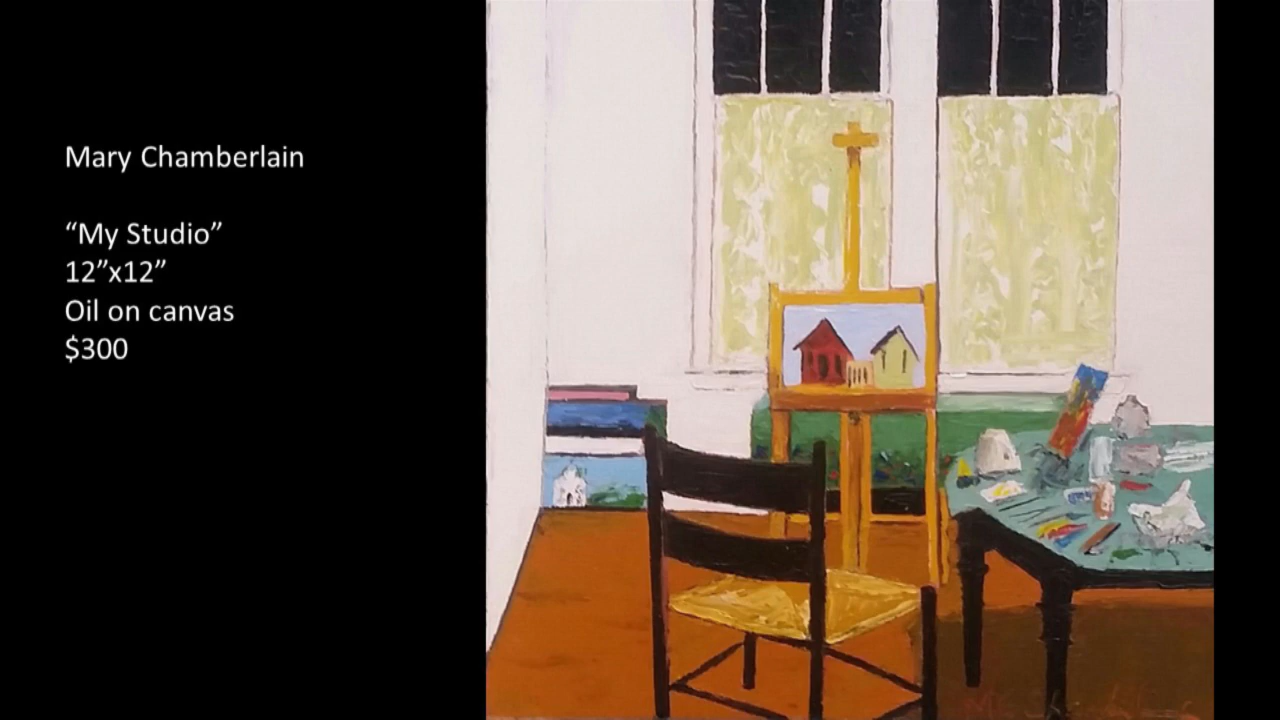 Mary Chamberlain
“My Studio”
12”x12”
Oil on canvas
$300